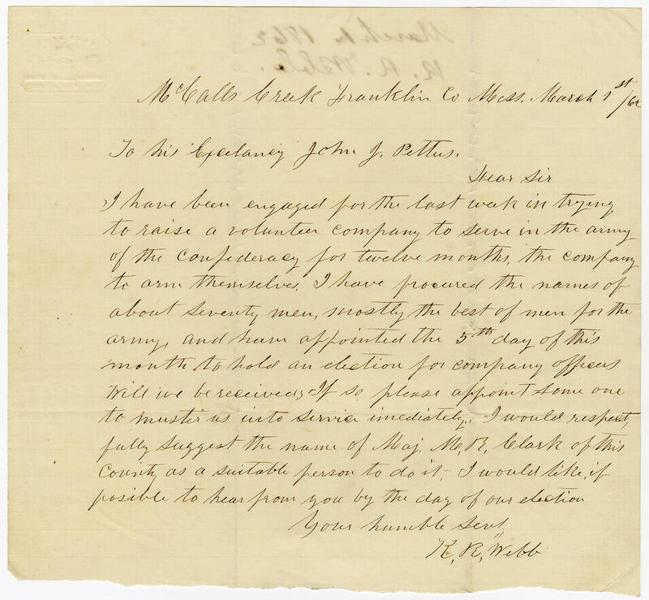 March 1, 1862
R. R. Webb.
McCalls Creek Franklin Co Miss. March 1st /62
To his Excelancy John J. Pettus.
Dear Sir
I have been engaged for the last week in trying
to raise a volunteer company to serve in the army
of the Confederacy for twelve months, the company
to arm themselves. I have procured the names of
about seventy men, mostly the best of men for the
army, and have appointed the 5th day of this
month to hold an election for company officers
Will we be received? If so please appoint some one
to muster us into service imediately. I would respect,
fully suggest the name of Maj. M. R. Clark of this
County as a suitable person to do it. I would like, if
posible to hear from you by the day of our election
Your humble Servt
R. R. Webb